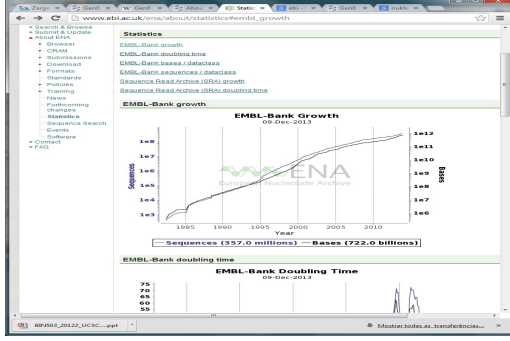 Zarga
GenB
W GenB
Abou
Statis
ebi -
GenB
nukk
www.ebi.ac.uk/ena/about/statistics#embl_growth
Search & Browse
Submit & Update
About ENA
Browser
CRAM
Submissions
Download
Formats
Standards
Policies
Training
News
Forthcoming
changes
Statistics
Sequence Search
Events
Software
Contact
FAQ
Statistics
EMBL-Bank growth
EMBL-Bank doubling time
EMBL-Bank bases / dataclass
EMBL-Bank sequences / dataclass
Sequence Read Archive (SRA) growth
Sequence Read Archive (SRA) doubling time
EMBL-Bank growth
EMBL-Bank Growth
09-Dec-2013
Sequences
1e8
1e7
1e6
1e5
1e4
1e3
1e12
1e11
1e10
1e9
1e8
1e7
1e6
Bases
ENA
European Nucleotide Archive
1985 1990 1995 2000 2005 2010
Year
Sequences (357.0 millions) Bases (722.0 billions)
EMBL-Bank doubling time
EMBL-Bank Doubling Time
09-Dec-2013
75
70
65
60
55
BIN503_20122_UCSC....ppt
Mostrar todas as transferências...